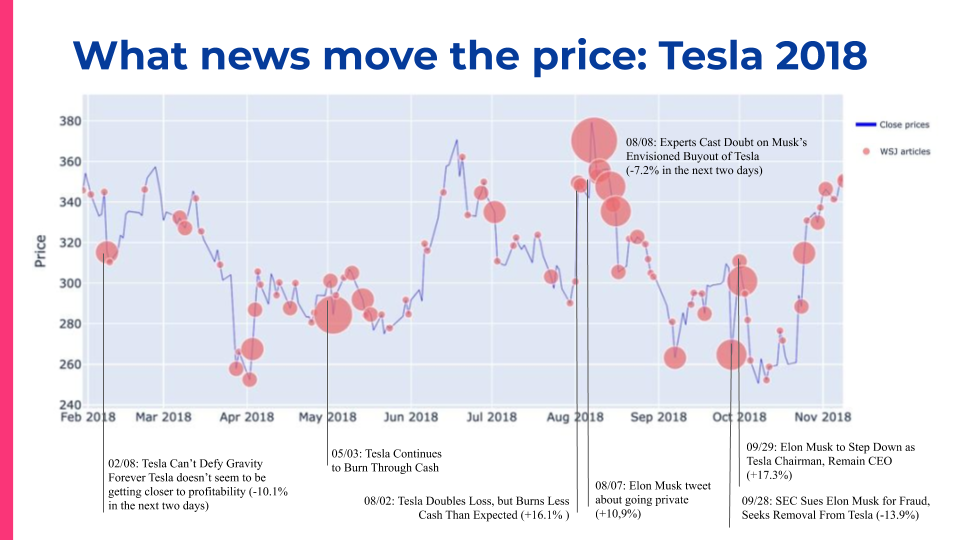 What news move the price: Tesla 2018
380
360
340
320
300
280
260
240
Price
Feb 2018
Mar 2018
Apr 2018
May 2018
Jun 2018
Jul 2018
Aug 2018
Sep 2018
Oct 2018
Nov 2018
Close prices
WSJ articles
08/08: Experts Cast Doubt on Musk’s
Envisioned Buyout of Tesla
(-7.2% in the next two days)
02/08: Tesla Can’t Defy Gravity
Forever Tesla doesn’t seem to be
getting closer to profitability (-10.1%
in the next two days)
05/03: Tesla Continues
to Burn Through Cash
08/02: Tesla Doubles Loss, but Burns Less
Cash Than Expected (+16.1% )
08/07: Elon Musk tweet
about going private
(+10,9%)
09/29: Elon Musk to Step Down as
Tesla Chairman, Remain CEO
(+17.3%)
09/28: SEC Sues Elon Musk for Fraud,
Seeks Removal From Tesla (-13.9%)